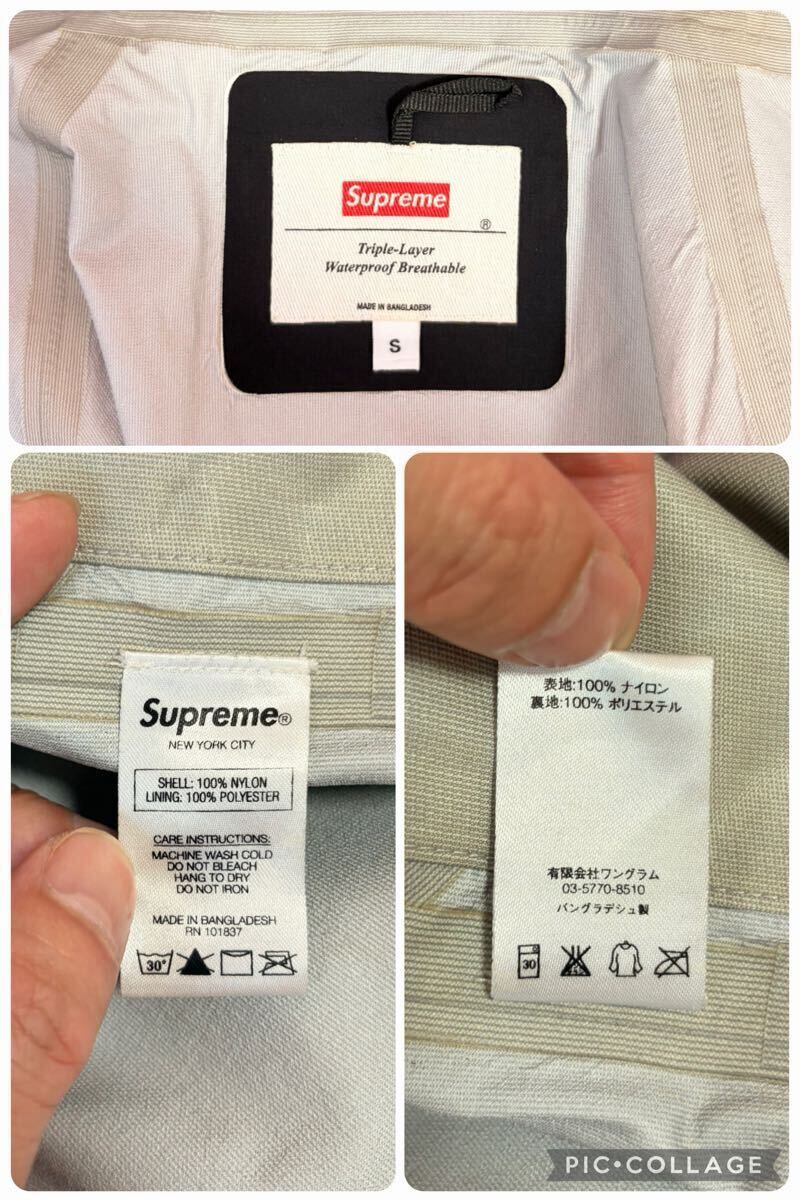 Supreme
®
Triple-Layer
Waterproof Breathable
MADE IN BANGLADESH
S
Supreme®
NEW YORK CITY
SHELL: 100% NYLON
LINING: 100% POLYESTER
CARE INSTRUCTIONS:
MACHINE WASH COLD
DO NOT BLEACH
HANG TO DRY
DO NOT IRON
MADE IN BANGLADESH
RN 101837
30°
表地:100% ナイロン
裏地:100% ポリエステル
有限会社ワングラム
03-5770-8510
バングラデシュ製
30
PIC•COLLAGE